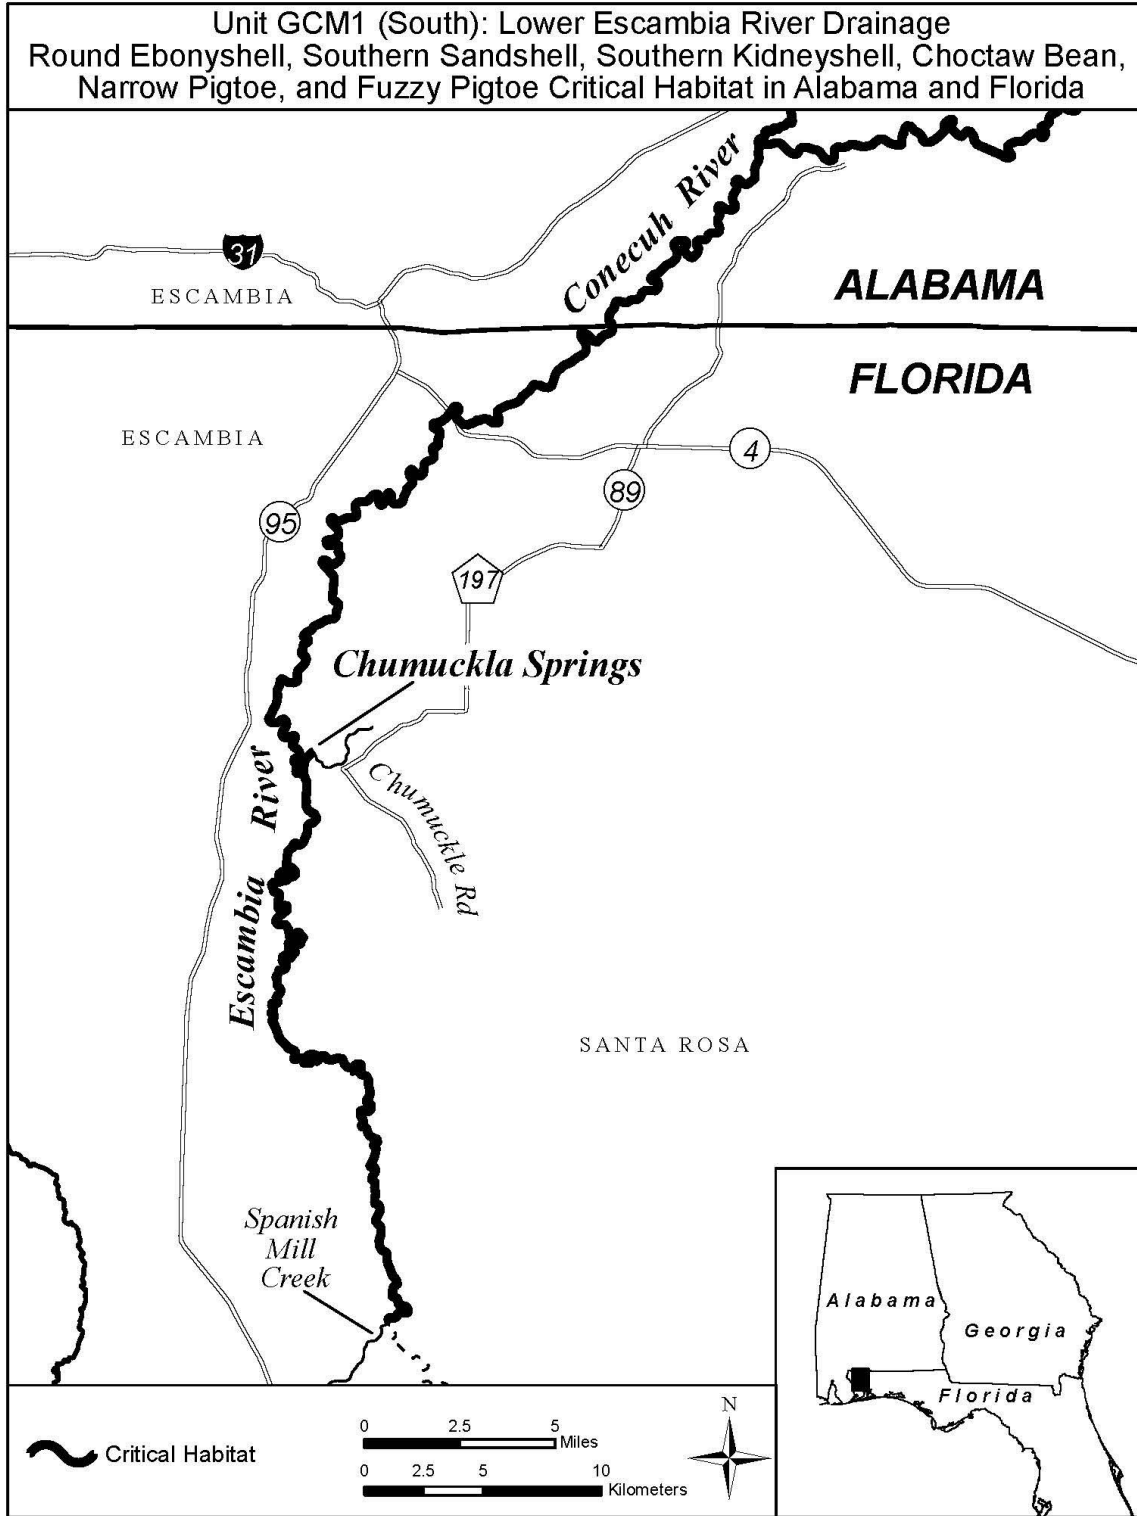 Unit GCM1 (South): Lower Escambia River Drainage
Round Ebonyshell, Southern Sandshell, Southern Kidneyshell, Choctaw Bean,
Narrow Pigtoe, and Fuzzy Pigtoe Critical Habitat in Alabama and Florida
Conecuh River
31
ESCAMBIA
ALABAMA
FLORIDA
ESCAMBIA
4
89
95
197
Chumuckla Springs
Chumuckle Rd
Escambia River
SANTA ROSA
Spanish
Mill
Creek
Alabama
Georgia
Florida
Critical Habitat
0 2.5 5
Miles
0 2.5 5 10
Kilometers
N